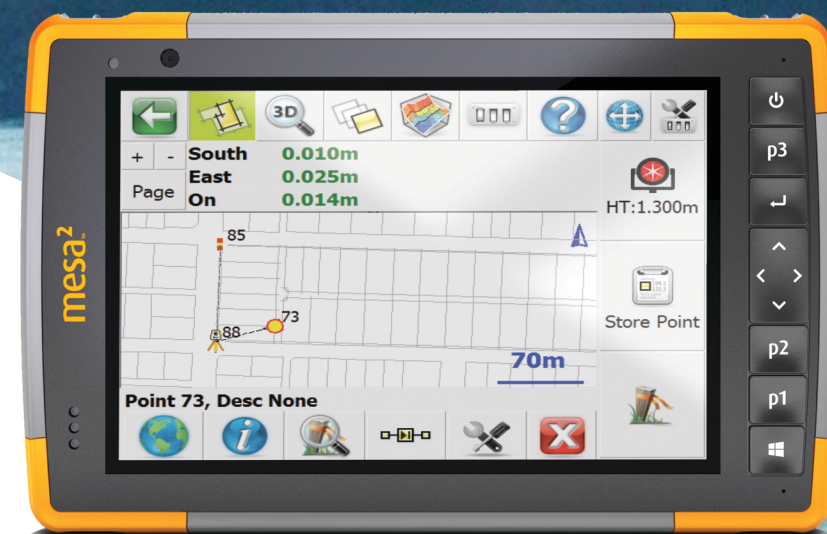 mesa²
3D
+ -
Page
South 0.010m
East 0.025m
On 0.014m
HT:1.300m
85
73
88
70m
Store Point
Point 73, Desc None
p3
p2
p1